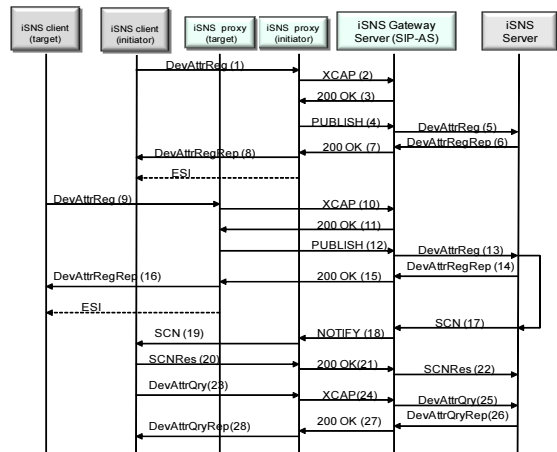 iSNS client
(target)
iSNS client
(initiator)
iSNS proxy
(target)
iSNS proxy
(initiator)
iSNS Gateway
Server (SIP-AS)
iSNS
Server
DevAttrReg (1)
XCAP (2)
200 OK (3)
PUBLISH (4)
DevAttrReg (5)
DevAttrRegRep (6)
200 OK (7)
DevAttrRegRep (8)
ESI
DevAttrReg (9)
XCAP (10)
200 OK (11)
PUBLISH (12)
DevAttrReg (13)
DevAttrRegRep (14)
200 OK (15)
DevAttrRegRep (16)
ESI
SCN (17)
NOTIFY (18)
SCN (19)
SCNRes (20)
200 OK(21)
SCNRes (22)
DevAttrQry(23)
XCAP(24)
DevAttrQry(25)
DevAttrQryRep(26)
200 OK (27)
DevAttrQryRep(28)